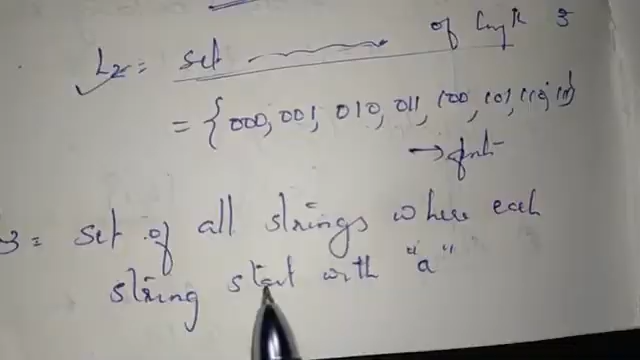 L2 = set of length 3
= {000, 001, 010, 011, 100, 101, 110, 111}
→ finite
3 = set of all strings where each
string start with "a"